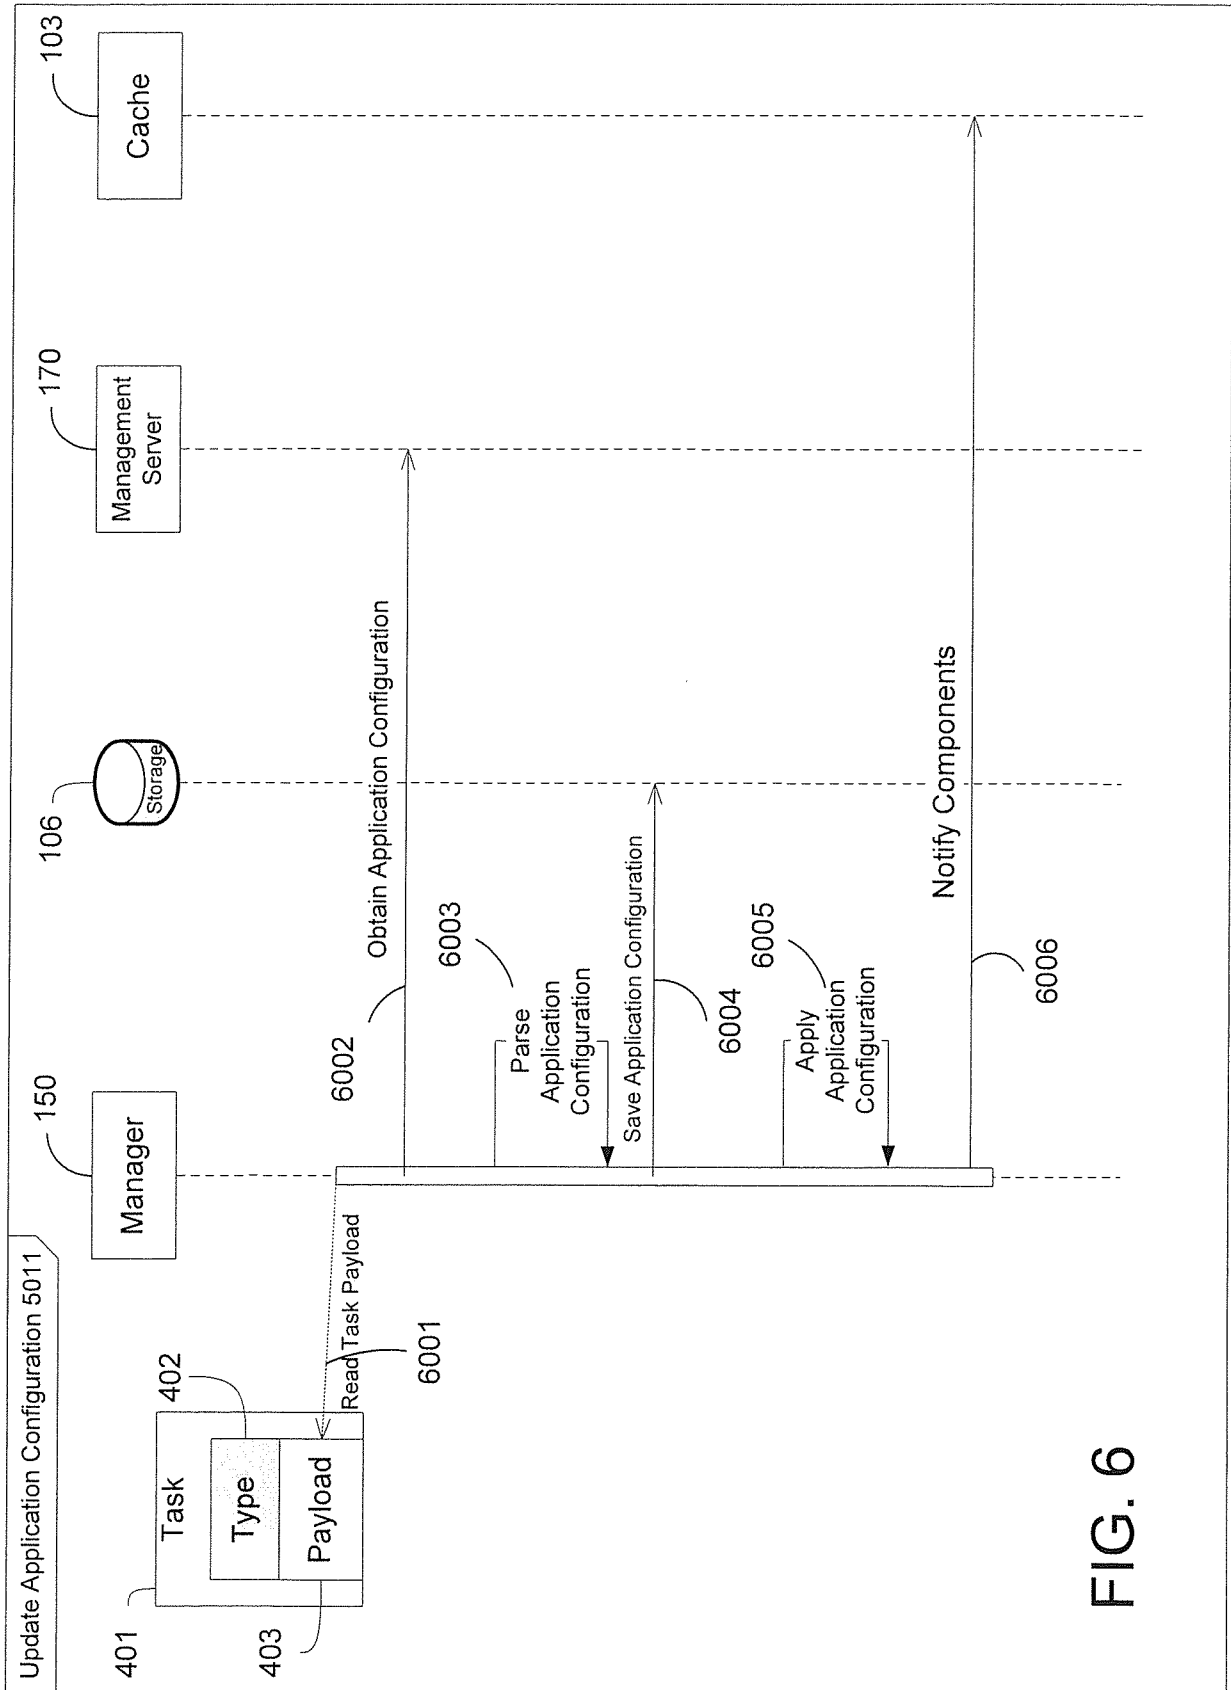 Update Application Configuration 5011
401
Task
402
Type
Payload
403
Read Task Payload
6001
150
Manager
106
Storage
170
Management
Server
103
Cache
Obtain Application Configuration
6002
6003
Parse
Application
Configuration
Save Application Configuration
6004
6005
Apply
Application
Configuration
Notify Components
6006
FIG. 6